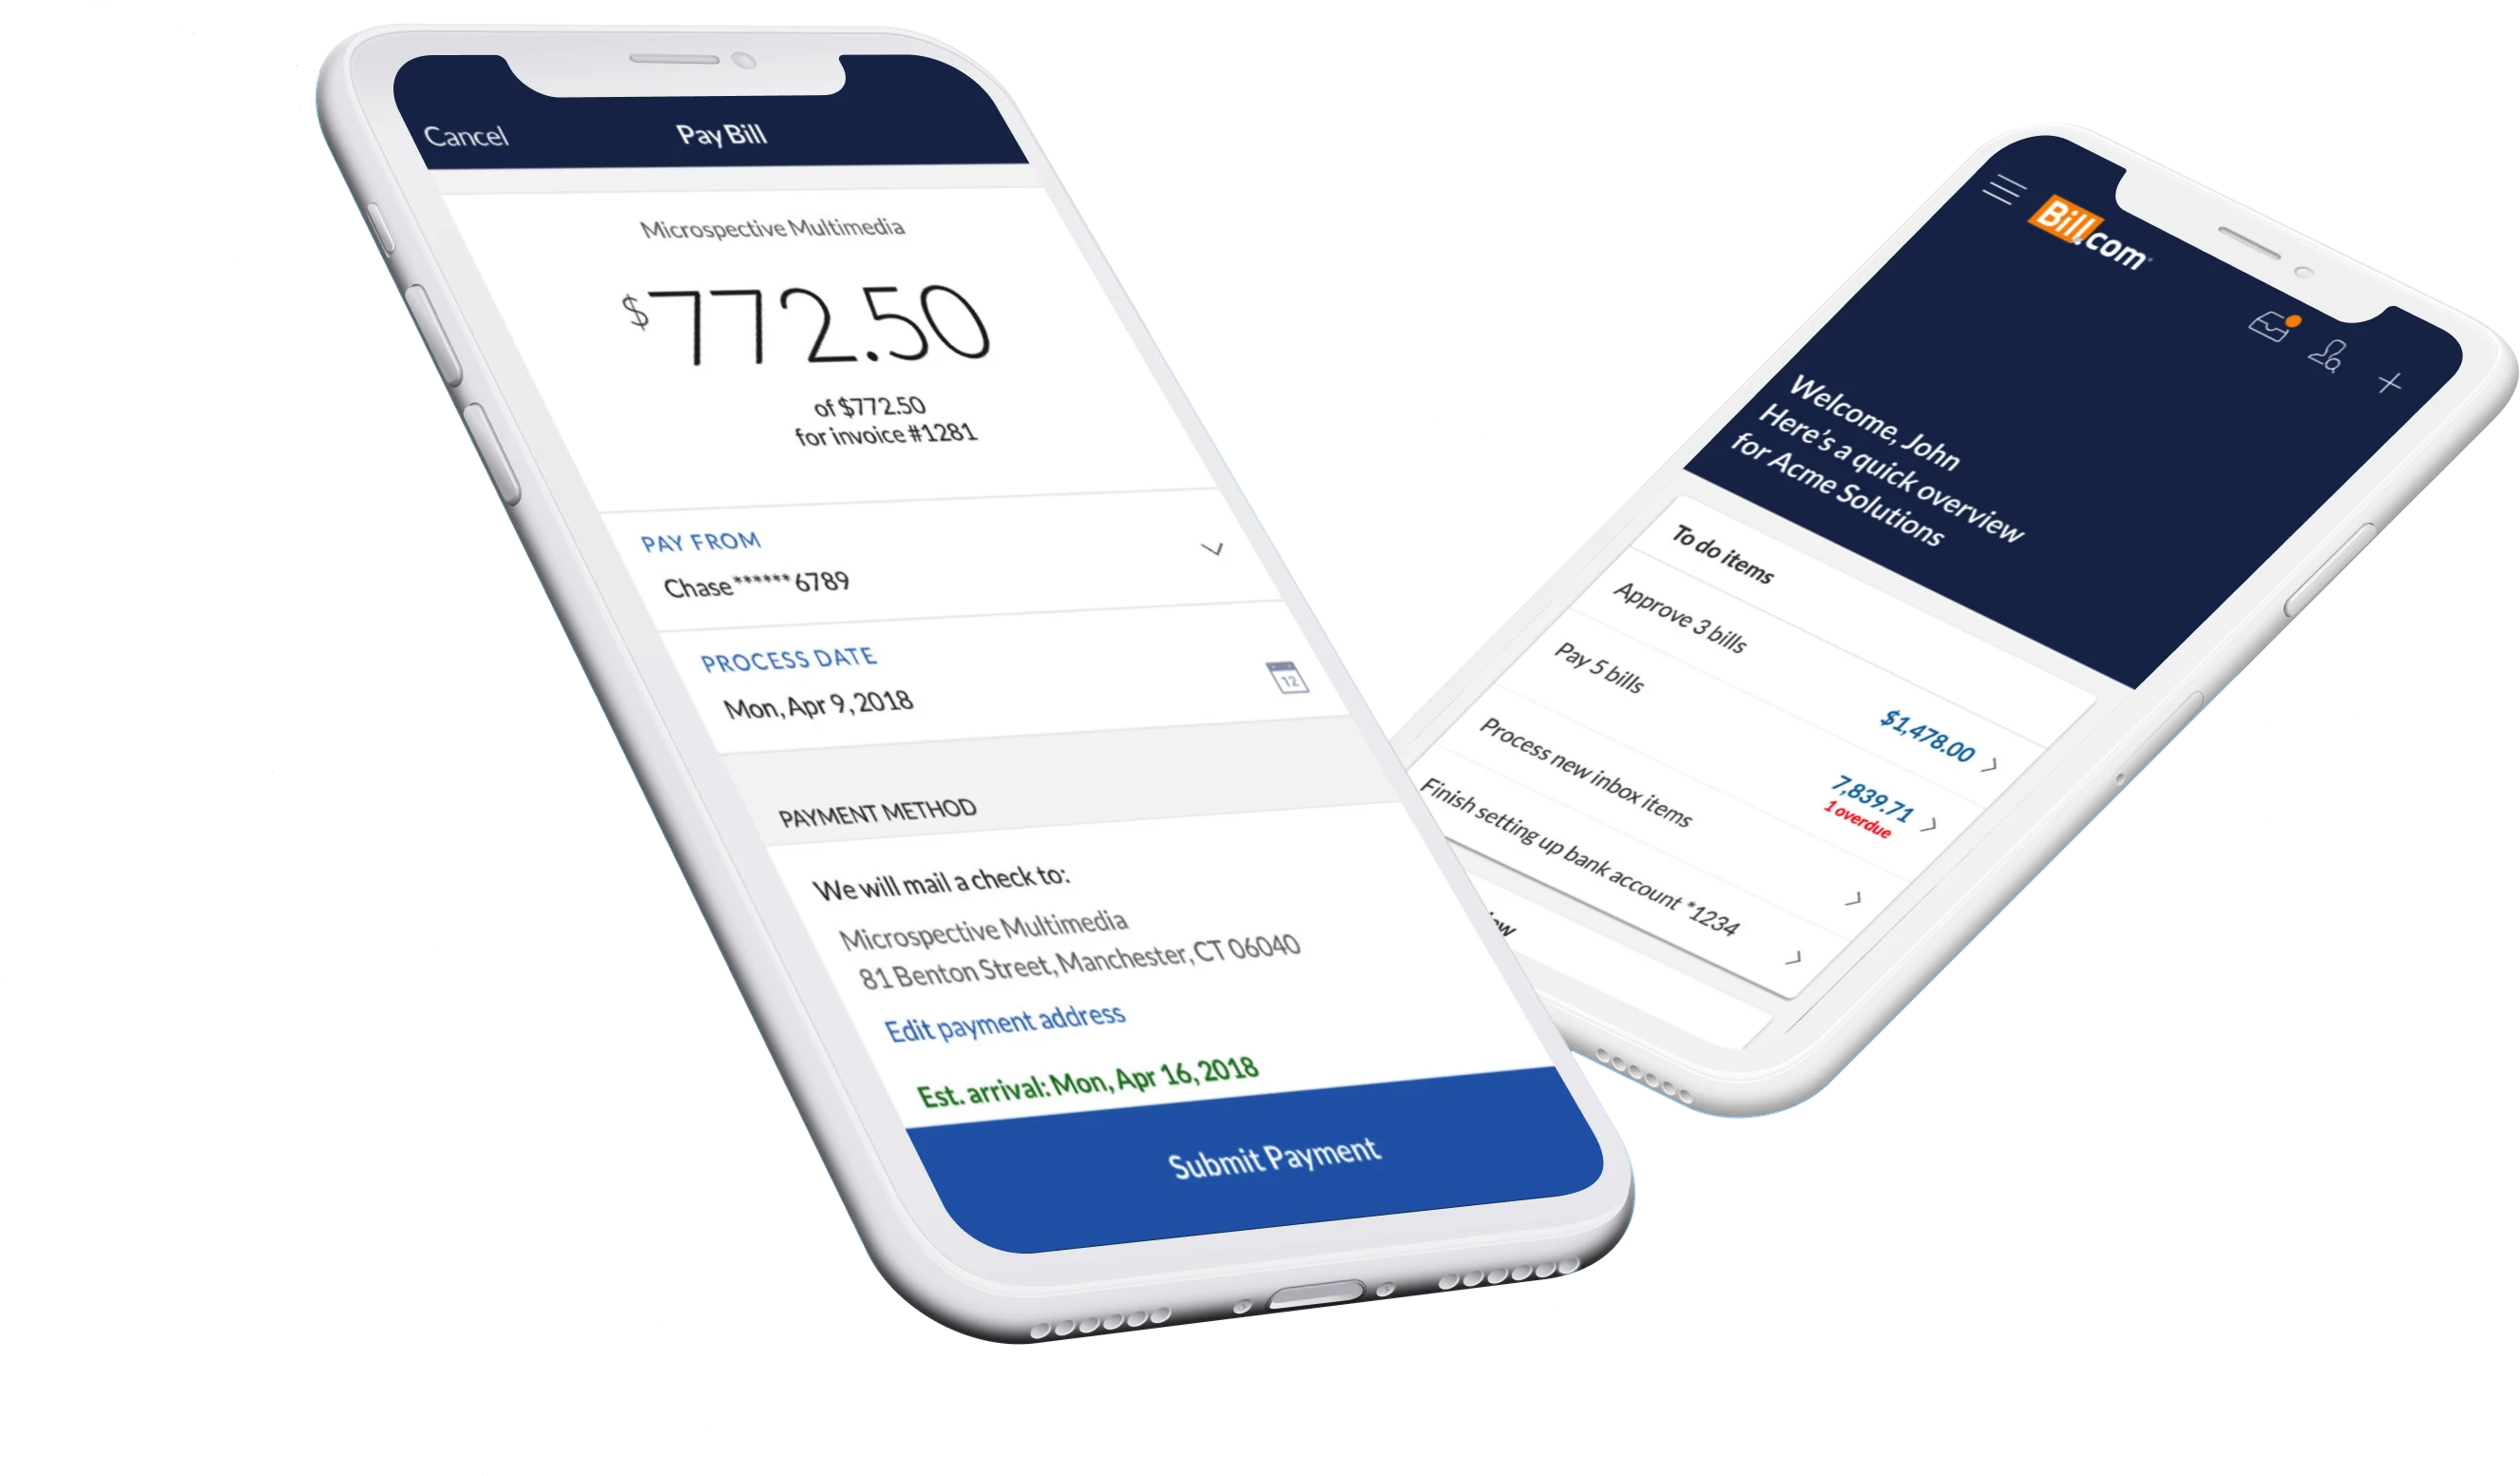 Cancel
Pay Bill
Microspective Multimedia
$772.50
of $772.50
for invoice #1281
PAY FROM
Chase ****** 6789
PROCESS DATE
Mon, Apr 9, 2018
12
PAYMENT METHOD
We will mail a check to:
Microspective Multimedia
81 Benton Street, Manchester, CT 06040
Edit payment address
Est. arrival: Mon, Apr 16, 2018
Submit Payment
Bill.com
Welcome, John
Here's a quick overview
for Acme Solutions
To do items
Approve 3 bills
$1,478.00
Pay 5 bills
7,839.71
1 overdue
Process new inbox items
Finish setting up bank account *1234